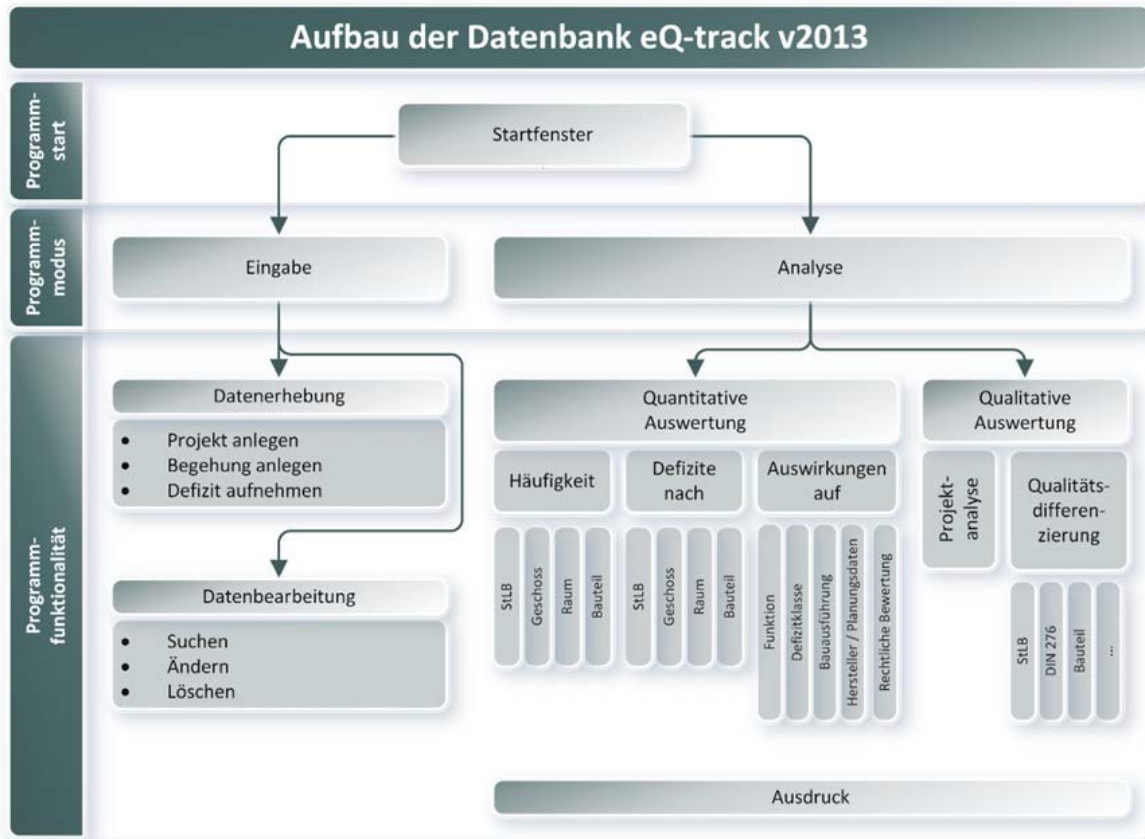 Aufbau der Datenbank eQ-track v2013
Programm-
start
Startfenster
Programm-
modus
Eingabe
Analyse
Programm-
funktionalität
Datenerhebung
• Projekt anlegen
• Begehung anlegen
• Defizit aufnehmen
Datenbearbeitung
• Suchen
• Ändern
• Löschen
Quantitative
Auswertung
Häufigkeit
StLB
Geschoss
Raum
Bauteil
Defizite
nach
StLB
Geschoss
Raum
Bauteil
Auswirkungen
auf
Funktion
Defizitklasse
Bauausführung
Hersteller / Planungsdaten
Rechtliche Bewertung
Qualitative
Auswertung
Projekt-
analyse
Qualitäts-
differen-
zierung
StLB
DIN 276
Bauteil
...
Ausdruck